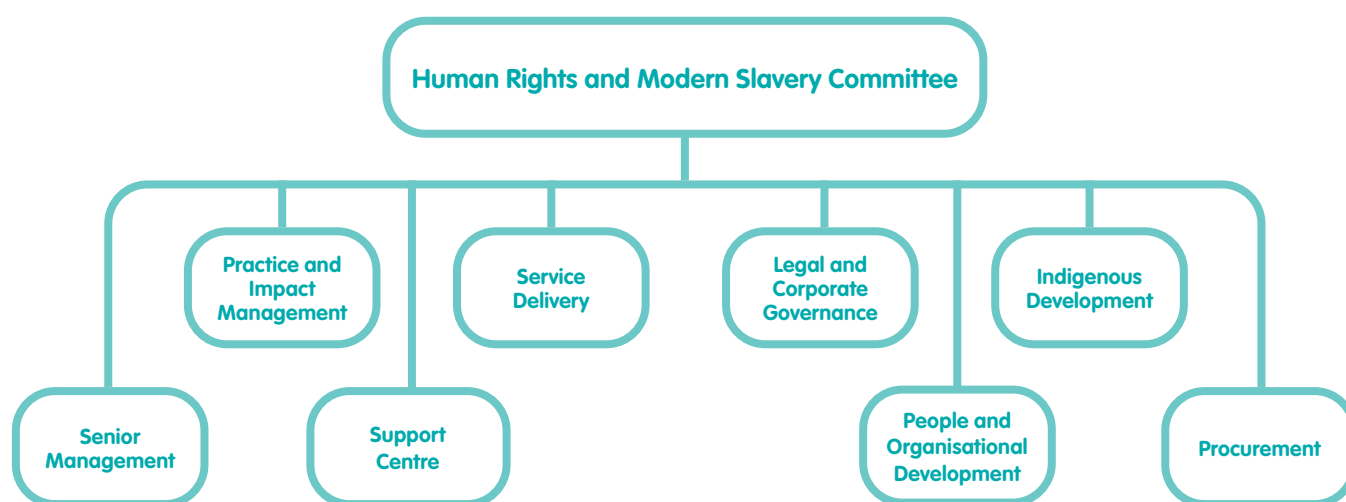 Human Rights and Modern Slavery Committee
Practice and
Impact
Management
Service
Delivery
Legal and
Corporate
Governance
Indigenous
Development
Senior
Management
Support
Centre
People and
Organisational
Development
Procurement